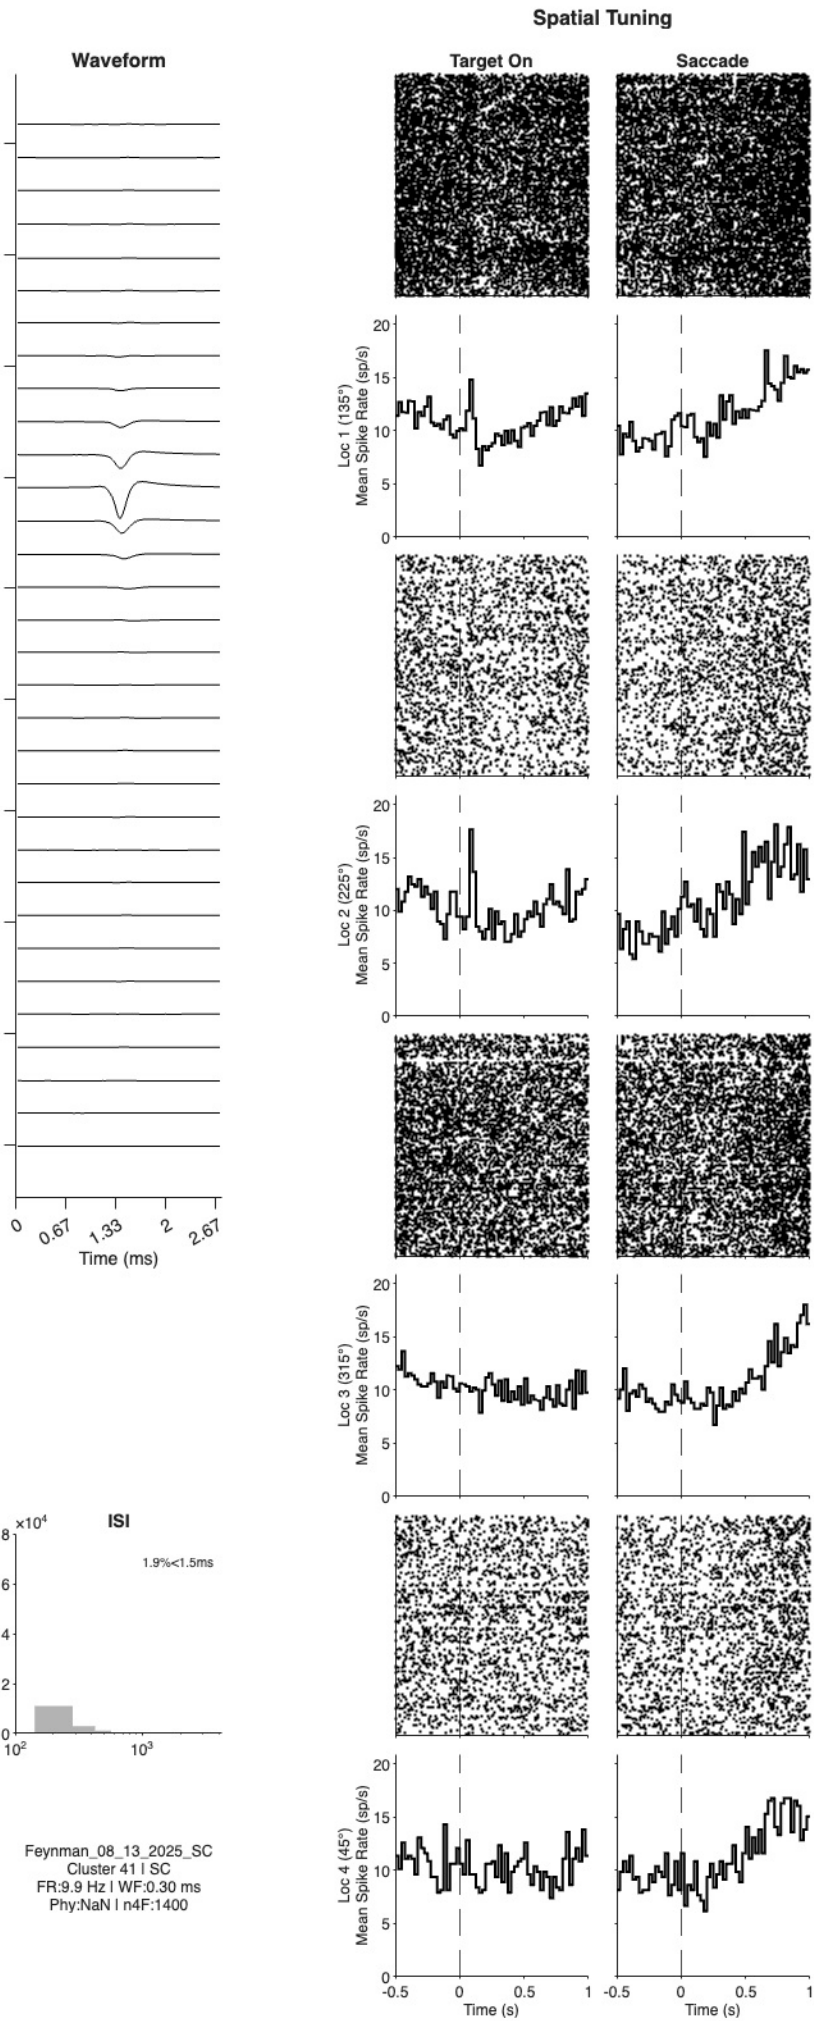 Spatial Tuning
Waveform
Target On
Saccade
20
15
10
5
0
Loc 1 (135°)
Mean Spike Rate (sp/s)
20
15
10
5
0
Loc 2 (225°)
Mean Spike Rate (sp/s)
0
0.67
1.33
2
2.67
Time (ms)
20
15
10
5
0
Loc 3 (315°)
Mean Spike Rate (sp/s)
×10⁴
ISI
8
6
4
2
0
1.9%<1.5ms
10²
10³
20
15
10
5
0
Loc 4 (45°)
Mean Spike Rate (sp/s)
Feynman_08_13_2025_SC
Cluster 41 | SC
FR:9.9 Hz | WF:0.30 ms
Phy:NaN | n4F:1400
-0.5
0
0.5
1
Time (s)
-0.5
0
0.5
1
Time (s)